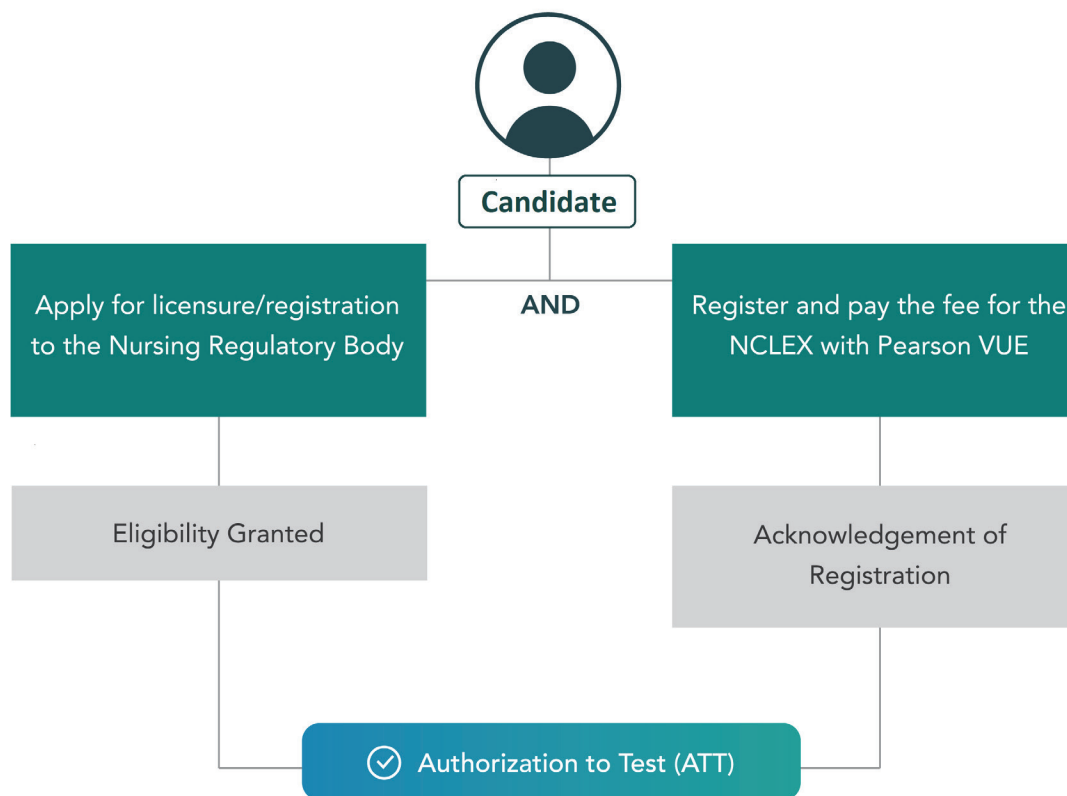 Candidate
Apply for licensure/registration
to the Nursing Regulatory Body
AND
Register and pay the fee for the
NCLEX with Pearson VUE
Eligibility Granted
Acknowledgement of
Registration
Authorization to Test (ATT)